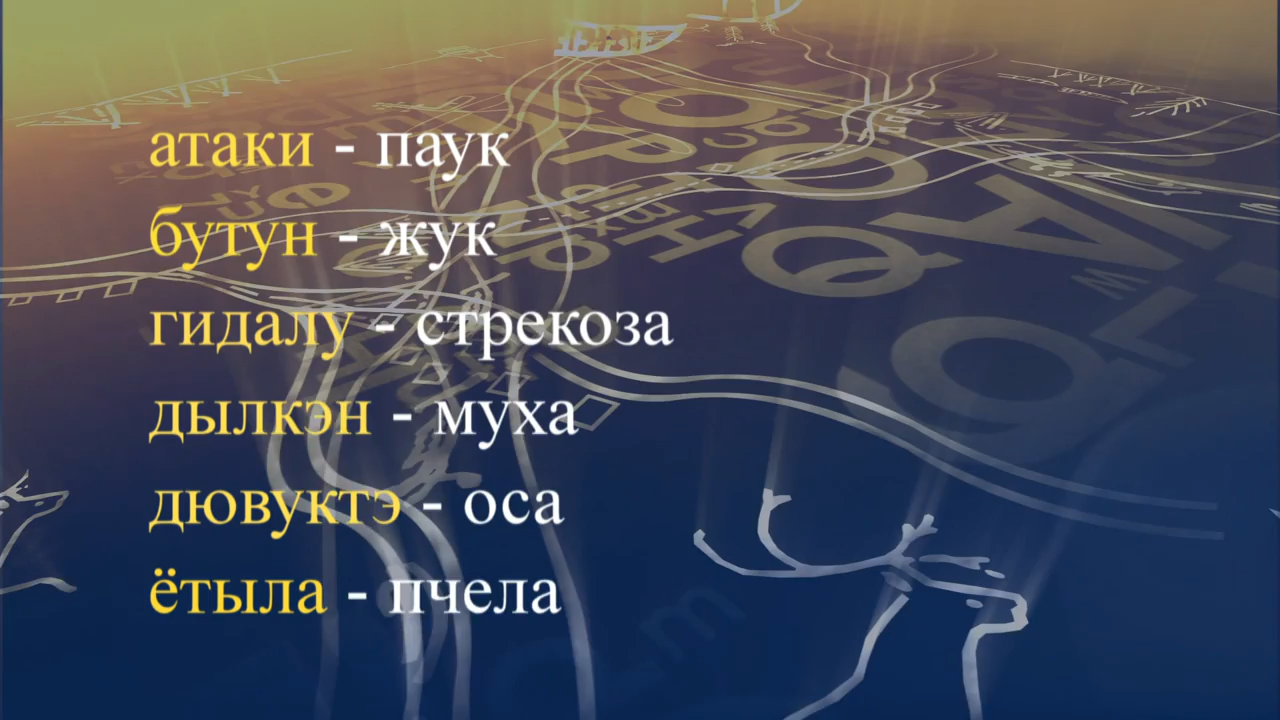 атаки - паук
бутун - жук
гидалу - стрекоза
дылкэн - муха
дювуктэ - оса
ётыла - пчела